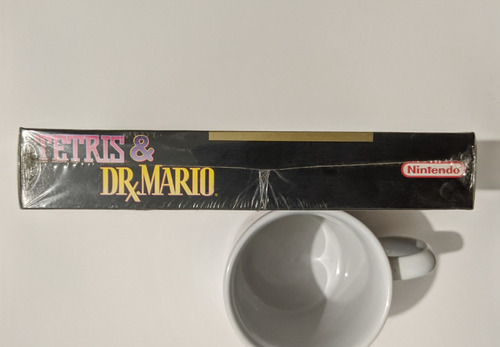 TETRIS &
DR. MARIO
Nintendo